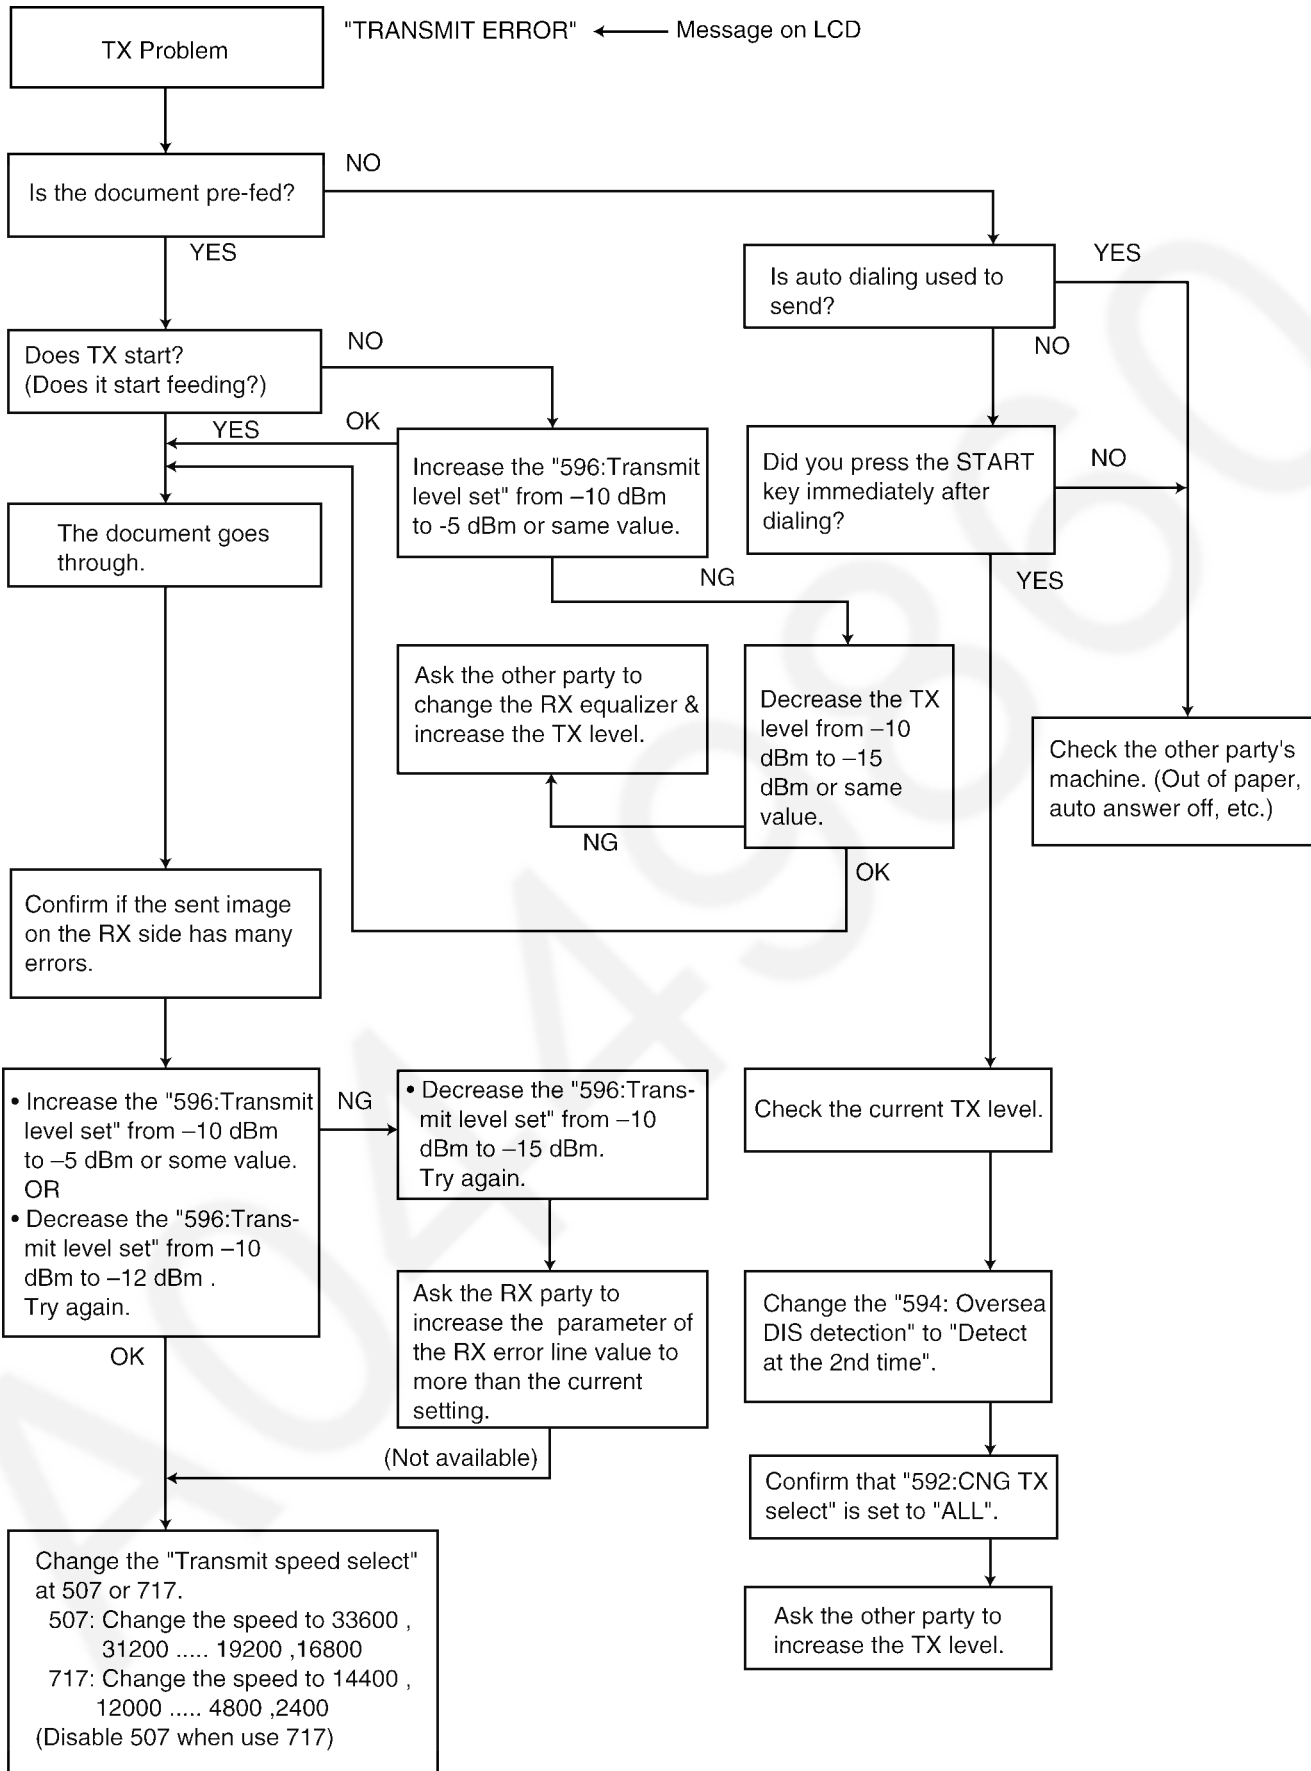 TX Problem
"TRANSMIT ERROR" ← Message on LCD
Is the document pre-fed?
NO
YES
Is auto dialing used to
send?
YES
NO
Does TX start?
(Does it start feeding?)
NO
YES
OK
Increase the "596:Transmit
level set" from –10 dBm
to -5 dBm or same value.
NG
Did you press the START
key immediately after
dialing?
NO
YES
The document goes
through.
Ask the other party to
change the RX equalizer &
increase the TX level.
Decrease the TX
level from –10
dBm to –15
dBm or same
value.
NG
OK
Check the other party's
machine. (Out of paper,
auto answer off, etc.)
Confirm if the sent image
on the RX side has many
errors.
• Increase the "596:Transmit
level set" from –10 dBm
to –5 dBm or some value.
OR
• Decrease the "596:Trans-
mit level set" from –10
dBm to –12 dBm .
Try again.
NG
OK
• Decrease the "596:Trans-
mit level set" from –10
dBm to –15 dBm.
Try again.
Check the current TX level.
Ask the RX party to
increase the parameter of
the RX error line value to
more than the current
setting.
(Not available)
Change the "594: Oversea
DIS detection" to "Detect
at the 2nd time".
Confirm that "592:CNG TX
select" is set to "ALL".
Ask the other party to
increase the TX level.
Change the "Transmit speed select"
at 507 or 717.
507: Change the speed to 33600 ,
31200 ..... 19200 ,16800
717: Change the speed to 14400 ,
12000 ..... 4800 ,2400
(Disable 507 when use 717)
A0449860